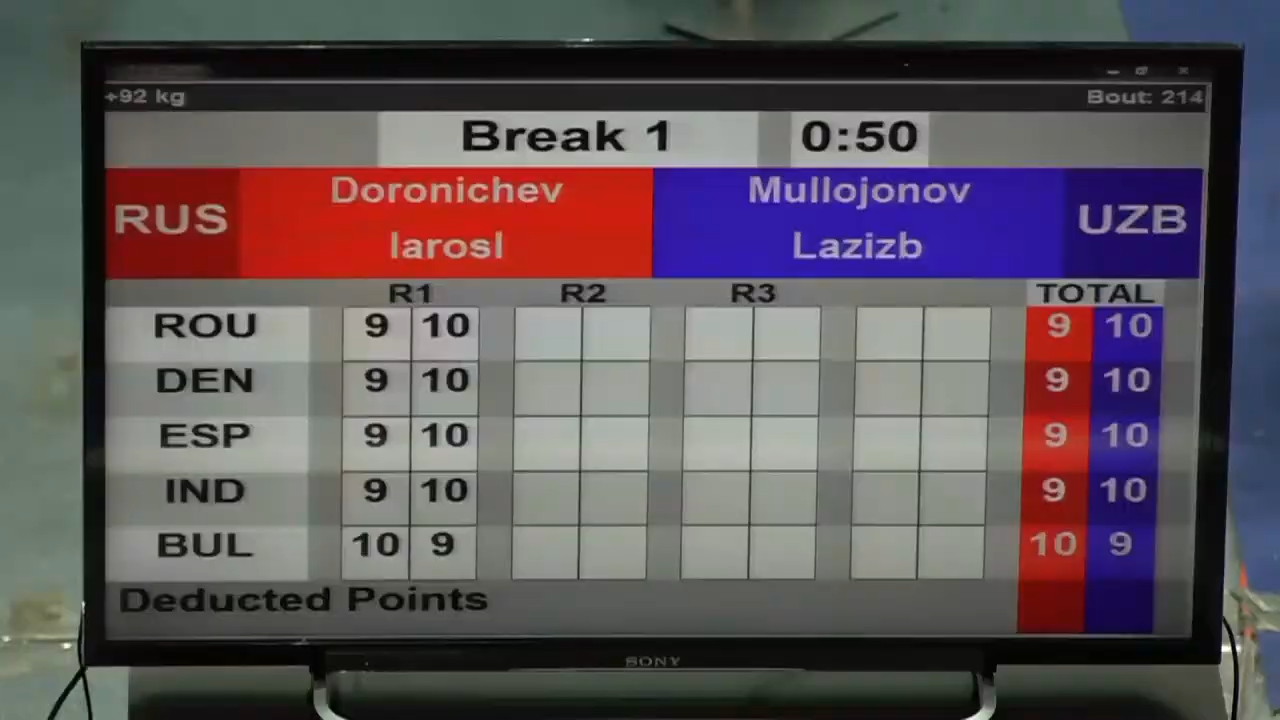 +92 kg Bout: 214
Break 1 0:50
RUS Doronichev Iarosl Mullojonov Lazizb UZB
R1 R2 R3 TOTAL
ROU 9 10 9 10
DEN 9 10 9 10
ESP 9 10 9 10
IND 9 10 9 10
BUL 10 9 10 9
Deducted Points
SONY